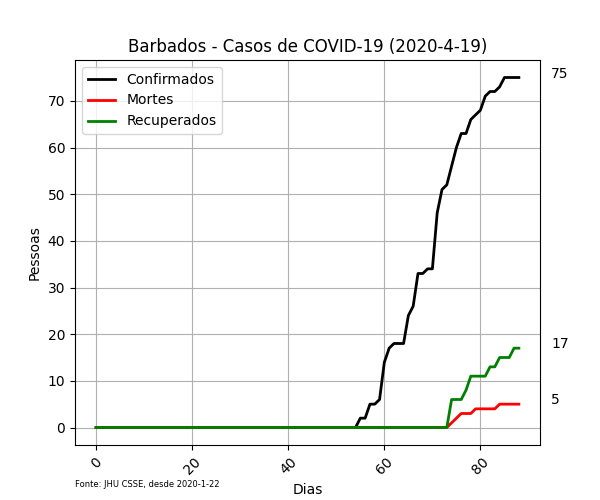 Barbados - Casos de COVID-19 (2020-4-19)
Confirmados
Mortes
Recuperados
75
17
5
70
60
50
40
30
20
10
0
Pessoas
0
20
40
60
80
Dias
Fonte: JHU CSSE, desde 2020-1-22